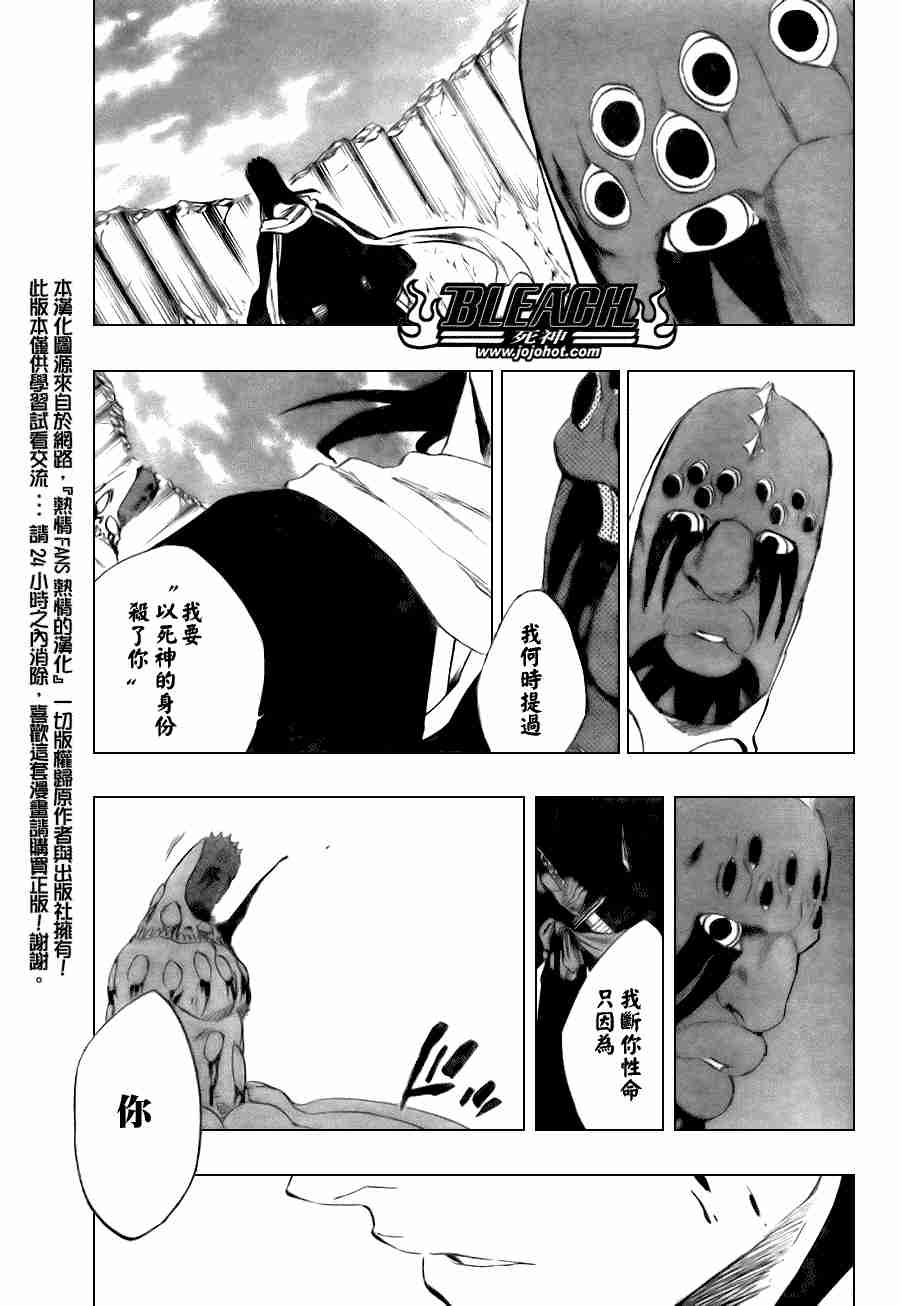 BLEACH
死神
www.jojohot.com
本漢化圖源來自於網路，『熱情FANS 熱情的漢化』一切版權歸原作者與出版社擁有！
此版本僅供學習試看交流...請 24 小時之內消除，喜歡這套漫畫請購買正版！謝謝。
我何時提過
我要
"以死神的身份
殺了你"
我斷你性命
只因為
ドズン
你